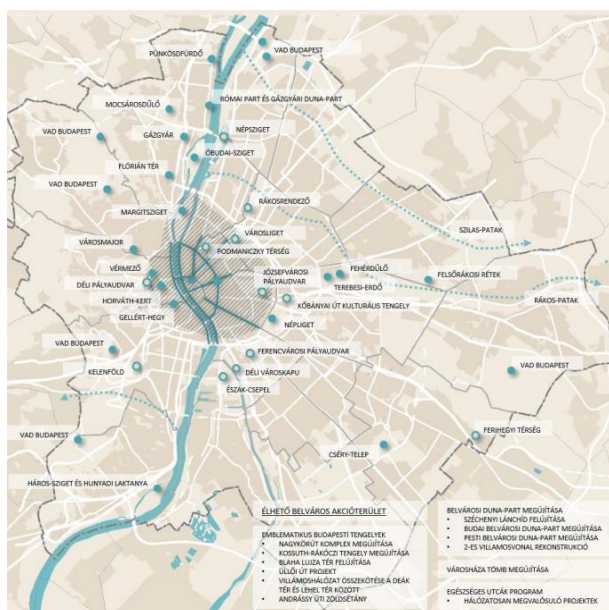 PÜNKÖSDFÜRDŐ
VAD BUDAPEST
MOCSÁROSDŰLŐ
RÓMAI PART ÉS GÁZGYÁRI DUNA-PART
VAD BUDAPEST
GÁZGYÁR
NÉPSZIGET
ÓBUDAI-SZIGET
FLÓRIÁN TÉR
VAD BUDAPEST
RÁKOSRENDEZŐ
MARGITSZIGET
SZILAS-PATAK
VÁROSLIGET
VÁROSMAJOR
PODMANICZKY TÉRSÉG
VÉRMEZŐ
JÓZSEFVÁROSI
PÁLYAUDVAR
FEHÉRDŰLŐ
FELSŐRÁKOSI RÉTEK
DÉLI PÁLYAUDVAR
TEREBESI-ERDŐ
RÁKOS-PATAK
HORVÁTH-KERT
KŐBÁNYAI ÚT KULTURÁLIS TENGELY
GELLÉRT-HEGY
NÉPLIGET
VAD BUDAPEST
FERENCVÁROSI PÁLYAUDVAR
KELENFÖLD
DÉLI VÁROSKAPU
VAD BUDAPEST
ÉSZAK-CSEPEL
VAD BUDAPEST
FERIHEGYI TÉRSÉG
CSÉRY-TELEP
HÁROS-SZIGET ÉS HUNYADI LAKTANYA
ÉLHETŐ BELVÁROS AKCIÓTERÜLET
EMBLEMATIKUS BUDAPESTI TENGELYEK
• NAGYKÖRÚT KOMPLEX MEGÚJÍTÁSA
• KOSSUTH-RÁKÓCZI TENGELY MEGÚJÍTÁSA
• BLAHA LUJZA TÉR FELÚJÍTÁSA
• ÜLLŐI ÚT PROJEKT
• VILLAMOSHÁLÓZAT ÖSSZEKÖTÉSE A DEÁK
TÉR ÉS LEHEL TÉR KÖZÖTT
• ANDRÁSSY ÚTI ZÖLDSÉTÁNY
BELVÁROSI DUNA-PART MEGÚJÍTÁSA
• SZÉCHENYI LÁNCHÍD FELÚJÍTÁSA
• BUDAI BELVÁROSI DUNA-PART MEGÚJÍTÁSA
• PESTI BELVÁROSI DUNA-PART MEGÚJÍTÁSA
• 2-ES VILLAMOSVONAL REKONSTRUKCIÓ
VÁROSHÁZA TÖMB MEGÚJÍTÁSA
EGÉSZSÉGES UTCÁK PROGRAM
• HÁLÓZATOSAN MEGVALÓSULÓ PROJEKTEK